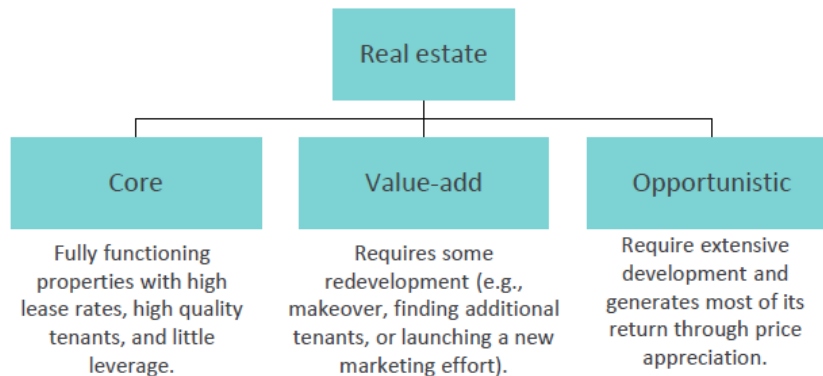 Real estate
Core
Fully functioning
properties with high
lease rates, high quality
tenants, and little
leverage.
Value-add
Requires some
redevelopment (e.g.,
makeover, finding additional
tenants, or launching a new
marketing effort).
Opportunistic
Require extensive
development and
generates most of its
return through price
appreciation.